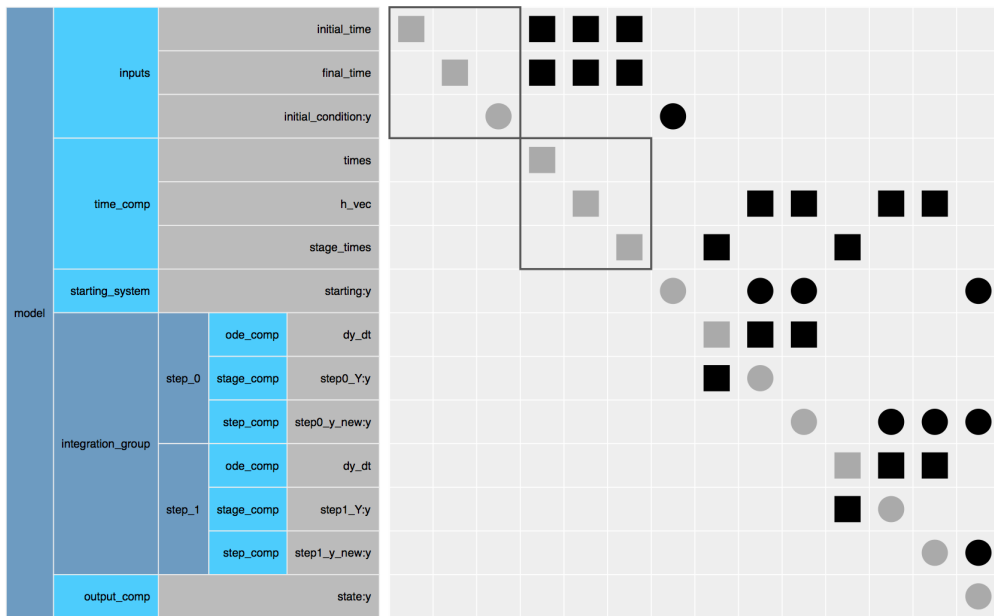 initial_time
inputs
final_time
initial_condition:y
times
time_comp
h_vec
stage_times
starting_system
starting:y
model
ode_comp
dy_dt
step_0
stage_comp
step0_Y:y
step_comp
step0_y_new:y
integration_group
ode_comp
dy_dt
step_1
stage_comp
step1_Y:y
step_comp
step1_y_new:y
output_comp
state:y